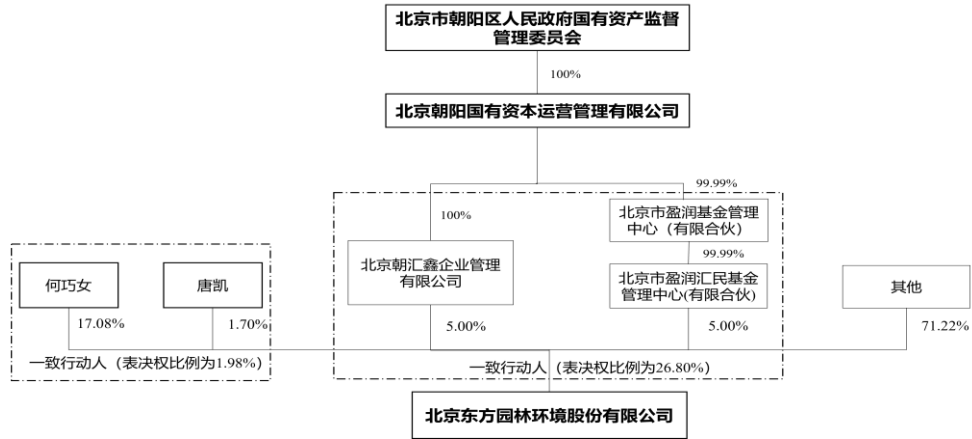 北京市朝阳区人民政府国有资产监督
管理委员会
100%
北京朝阳国有资本运营管理有限公司
99.99%
100%
北京市盈润基金管理
中心（有限合伙）
99.99%
北京朝汇鑫企业管理
有限公司
北京市盈润汇民基金
管理中心(有限合伙)
何巧女
唐凯
其他
17.08%
1.70%
5.00%
5.00%
71.22%
一致行动人（表决权比例为1.98%）
一致行动人（表决权比例为26.80%）
北京东方园林环境股份有限公司